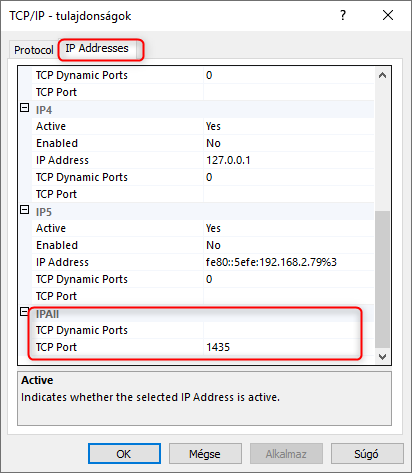 TCP/IP - tulajdonságok
Protocol IP Addresses
TCP Dynamic Ports 0
TCP Port
IP4
Active Yes
Enabled No
IP Address 127.0.0.1
TCP Dynamic Ports 0
TCP Port
IP5
Active Yes
Enabled No
IP Address fe80::5efe:192.168.2.79%3
TCP Dynamic Ports 0
TCP Port
IPAll
TCP Dynamic Ports
TCP Port 1435
Active
Indicates whether the selected IP Address is active.
OK Mégse Alkalmaz Súgó